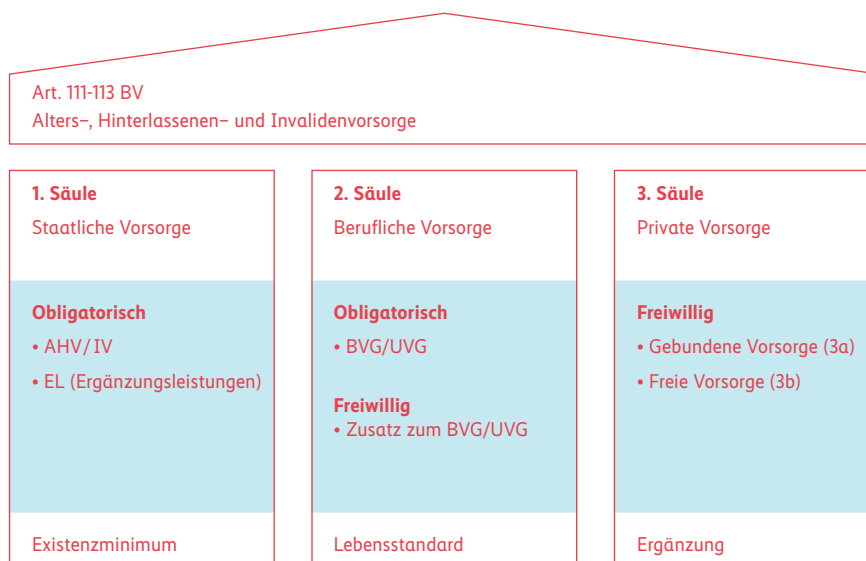 Art. 111-113 BV
Alters–, Hinterlassenen– und Invalidenvorsorge
1. Säule
Staatliche Vorsorge
Obligatorisch
• AHV/IV
• EL (Ergänzungsleistungen)
Existenzminimum
2. Säule
Berufliche Vorsorge
Obligatorisch
• BVG/UVG
Freiwillig
• Zusatz zum BVG/UVG
Lebensstandard
3. Säule
Private Vorsorge
Freiwillig
• Gebundene Vorsorge (3a)
• Freie Vorsorge (3b)
Ergänzung